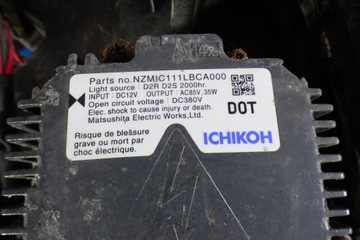 Parts no.NZMIC111LBCA000
Light source : D2R D2S 2000hr.
INPUT : DC12V OUTPUT : AC85V,35W
Open circuit voltage : DC380V
Elec. shock to cause injury or death.
Matsushita Electric Works,Ltd.
DOT
Risque de blessure
grave ou mort par
choc électrique.
ICHIKOH